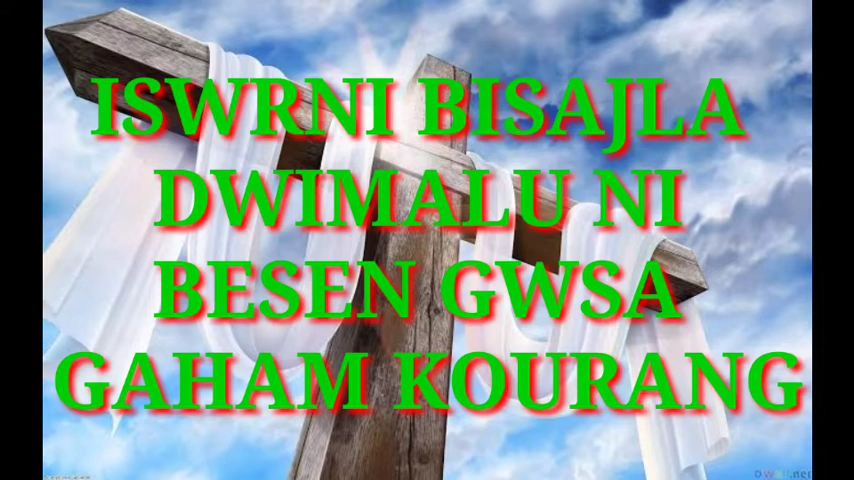 ISWRNI BISAJLA
DWIMALU NI
BESEN GWSA
GAHAM KOURANG